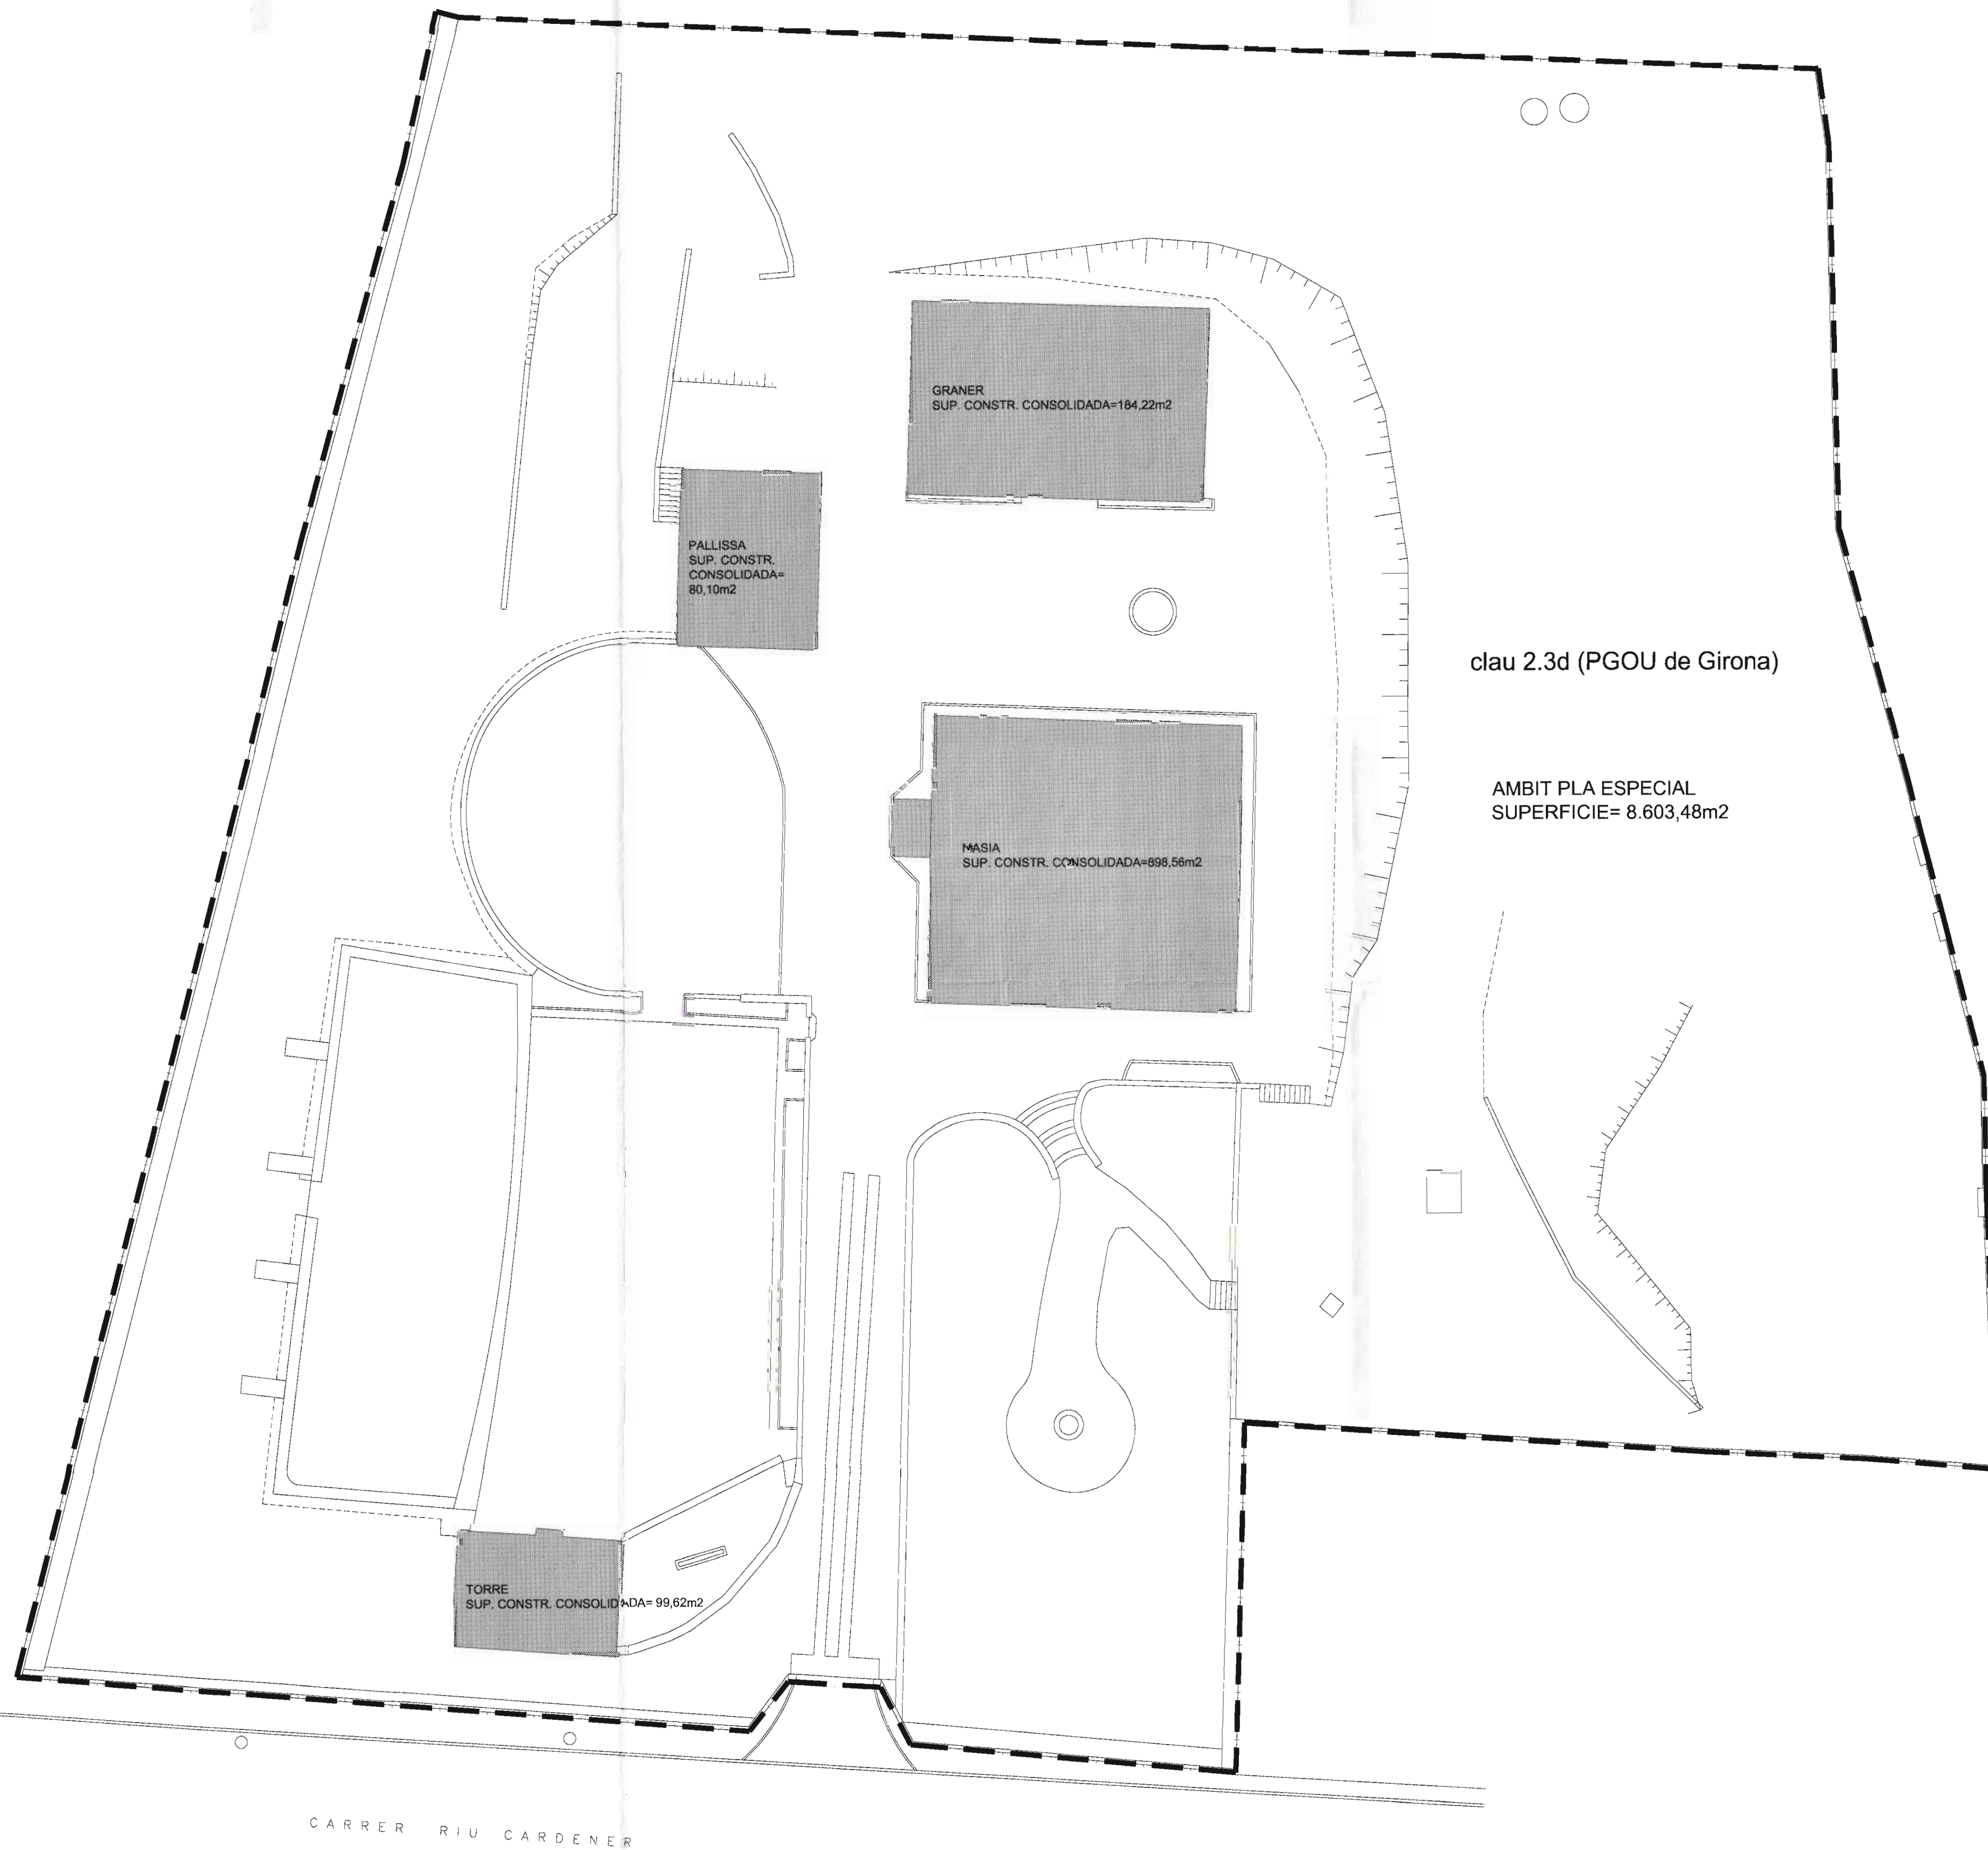 GRANER
SUP. CONSTR. CONSOLIDADA=184,22m2
PALLISSA
SUP. CONSTR.
CONSOLIDADA=
80,10m2
clau 2.3d (PGOU de Girona)
AMBIT PLA ESPECIAL
SUPERFICIE= 8.603,48m2
MASIA
SUP. CONSTR. CONSOLIDADA=898,56m2
TORRE
SUP. CONSTR. CONSOLIDADA= 99,62m2
CARRER RIU CARDENER